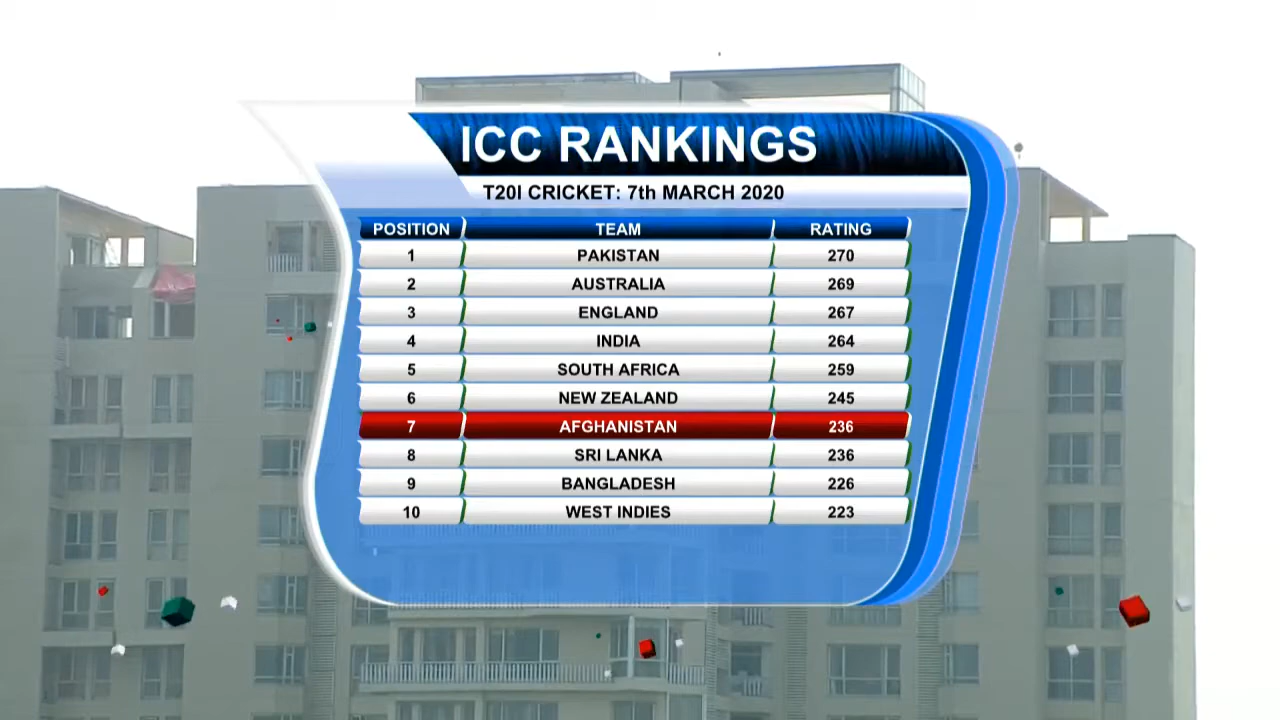 ICC RANKINGS
T20I CRICKET: 7th MARCH 2020
POSITION TEAM RATING
1 PAKISTAN 270
2 AUSTRALIA 269
3 ENGLAND 267
4 INDIA 264
5 SOUTH AFRICA 259
6 NEW ZEALAND 245
7 AFGHANISTAN 236
8 SRI LANKA 236
9 BANGLADESH 226
10 WEST INDIES 223